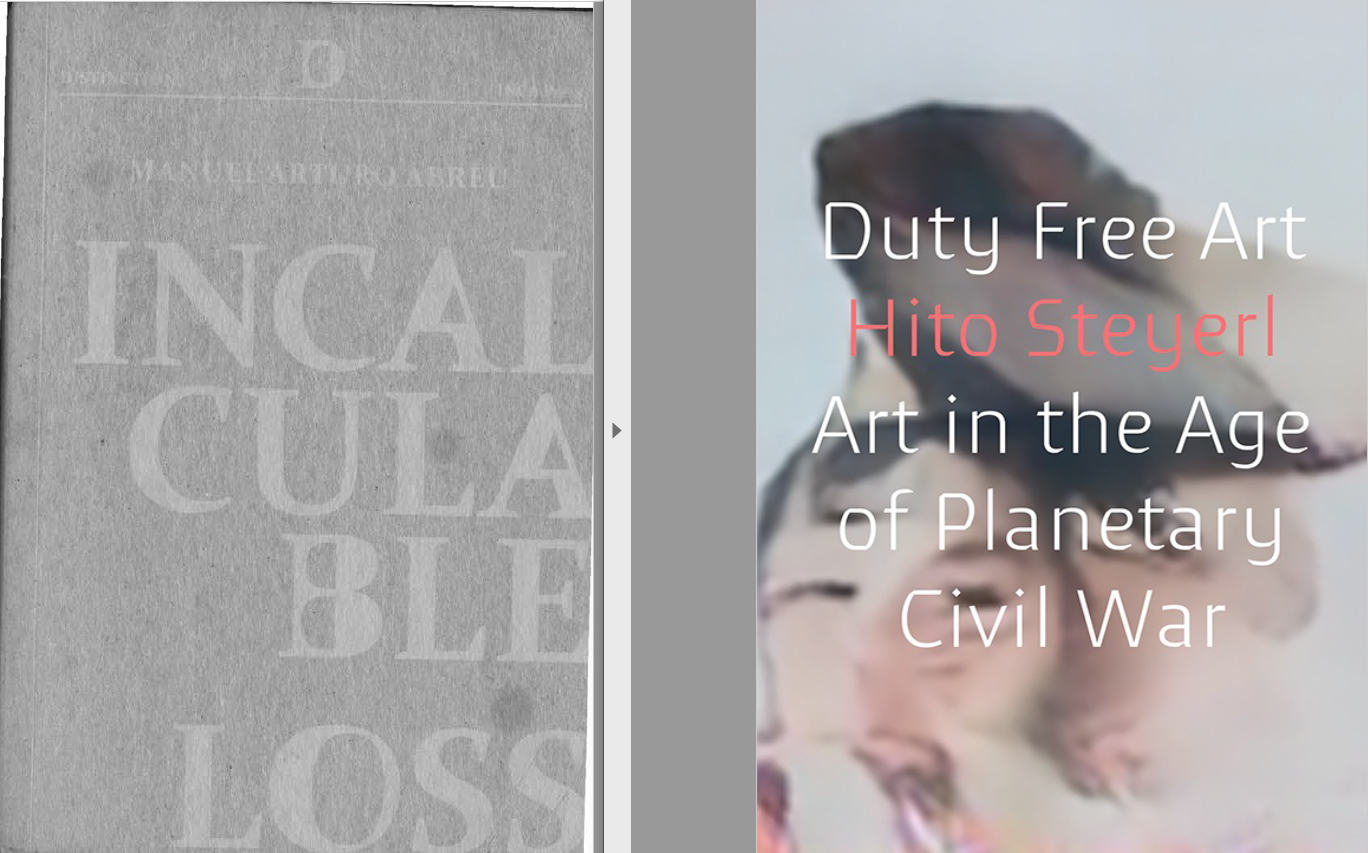 D
DISTINCTION
MANUEL ARTURO ABREU
INCAL
CULA
BLE
LOSS
Duty Free Art
Hito Steyerl
Art in the Age
of Planetary
Civil War